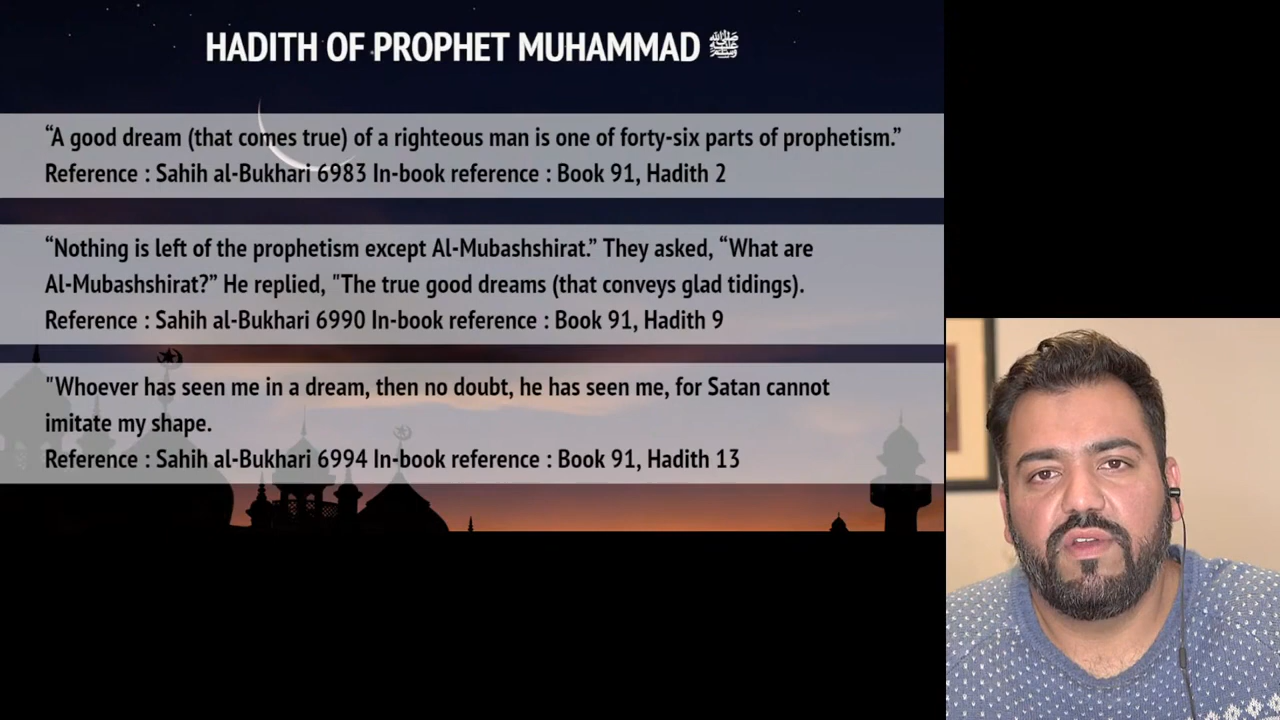 HADITH OF PROPHET MUHAMMAD ﷺ
“A good dream (that comes true) of a righteous man is one of forty-six parts of prophetism.”
Reference : Sahih al-Bukhari 6983 In-book reference : Book 91, Hadith 2
“Nothing is left of the prophetism except Al-Mubashshirat.” They asked, “What are
Al-Mubashshirat?” He replied, "The true good dreams (that conveys glad tidings).
Reference : Sahih al-Bukhari 6990 In-book reference : Book 91, Hadith 9
"Whoever has seen me in a dream, then no doubt, he has seen me, for Satan cannot
imitate my shape.
Reference : Sahih al-Bukhari 6994 In-book reference : Book 91, Hadith 13